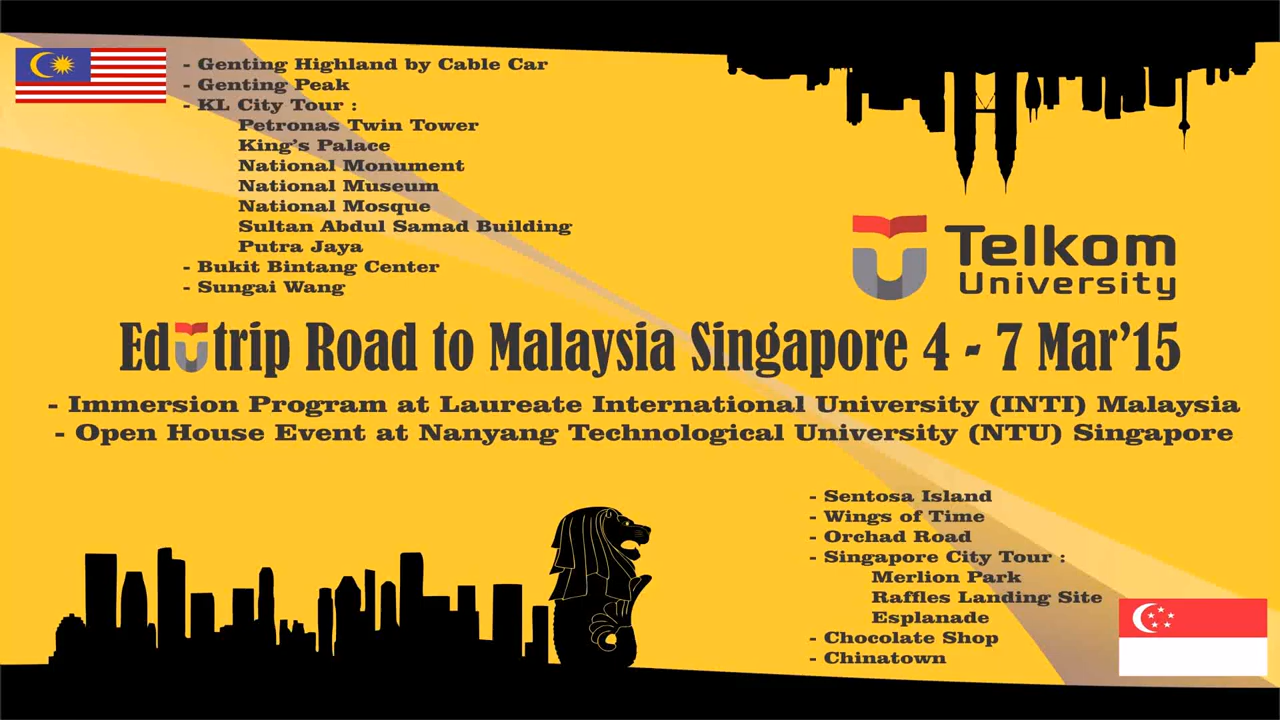 - Genting Highland by Cable Car
- Genting Peak
- KL City Tour :
Petronas Twin Tower
King's Palace
National Monument
National Museum
National Mosque
Sultan Abdul Samad Building
Putra Jaya
- Bukit Bintang Center
- Sungai Wang
Telkom
University
EdUtrip Road to Malaysia Singapore 4 - 7 Mar'15
- Immersion Program at Laureate International University (INTI) Malaysia
- Open House Event at Nanyang Technological University (NTU) Singapore
- Sentosa Island
- Wings of Time
- Orchad Road
- Singapore City Tour :
Merlion Park
Raffles Landing Site
Esplanade
- Chocolate Shop
- Chinatown